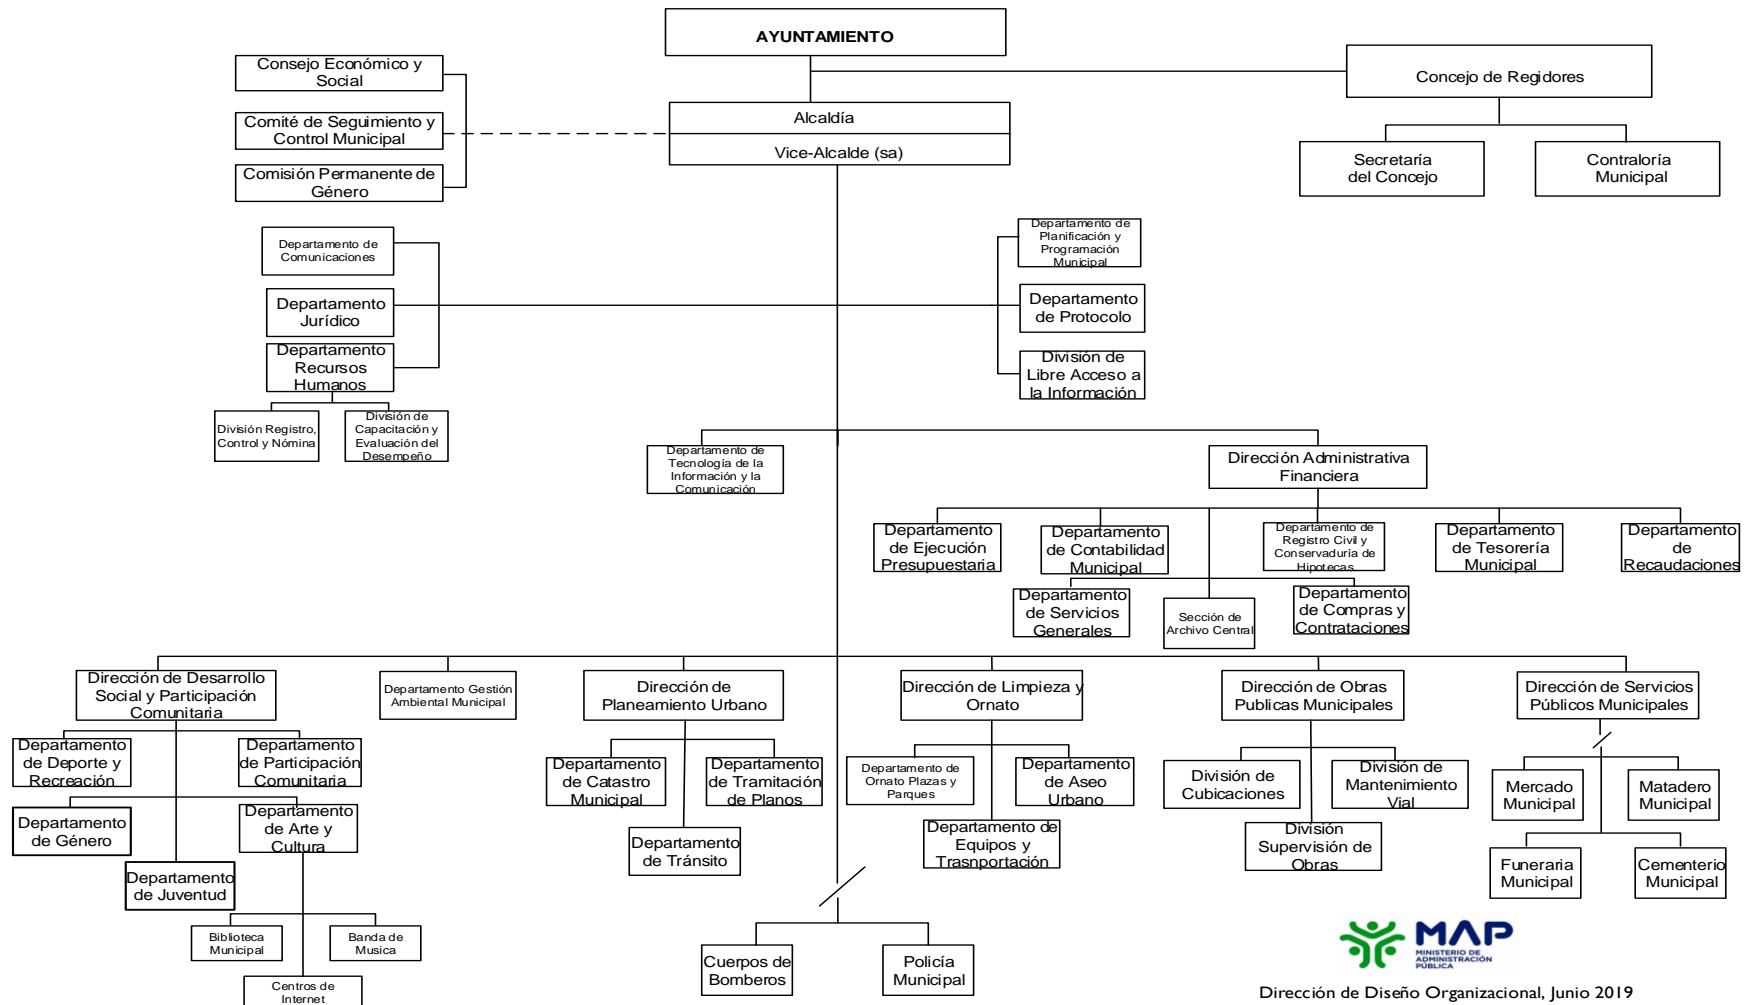 AYUNTAMIENTO
Consejo Económico y
Social
Concejo de Regidores
Alcaldía
Comité de Seguimiento y
Control Municipal
Vice-Alcalde (sa)
Secretaría
del Concejo
Contraloría
Municipal
Comisión Permanente de
Género
Departamento de
Comunicaciones
Departamento de
Planificación y
Programación
Municipal
Departamento
Jurídico
Departamento
de Protocolo
Departamento
Recursos
Humanos
División de
Libre Acceso a
la Información
División Registro,
Control y Nómina
División de
Capacitación y
Evaluación del
Desempeño
Departamento de
Tecnología de la
Información y la
Comunicación
Dirección Administrativa
Financiera
Departamento
de Ejecución
Presupuestaria
Departamento
de Contabilidad
Municipal
Departamento de
Registro Civil y
Conservaduría de
Hipotecas
Departamento
de Tesorería
Municipal
Departamento
de
Recaudaciones
Departamento
de Servicios
Generales
Sección de
Archivo Central
Departamento
de Compras y
Contrataciones
Dirección de Desarrollo
Social y Participación
Comunitaria
Departamento Gestión
Ambiental Municipal
Dirección de
Planeamiento Urbano
Dirección de Limpieza y
Ornato
Dirección de Obras
Publicas Municipales
Dirección de Servicios
Públicos Municipales
Departamento
de Deporte y
Recreación
Departamento
de Participación
Comunitaria
Departamento
de Catastro
Municipal
Departamento
de Tramitación
de Planos
Departamento de
Ornato Plazas y
Parques
Departamento
de Aseo
Urbano
División de
Cubicaciones
División de
Mantenimiento
Vial
Mercado
Municipal
Matadero
Municipal
Departamento
de Género
Departamento
de Arte y
Cultura
Departamento
de Tránsito
Departamento de
Equipos y
Trasnportación
División
Supervisión de
Obras
Funeraria
Municipal
Cementerio
Municipal
Departamento
de Juventud
Biblioteca
Municipal
Banda de
Musica
Centros de
Internet
Cuerpos de
Bomberos
Policía
Municipal
MAP
MINISTERIO DE
ADMINISTRACIÓN
PÚBLICA
Dirección de Diseño Organizacional, Junio 2019